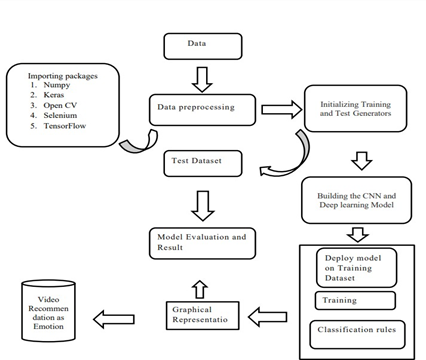 Data
Importing packages
1. Numpy
2. Keras
3. Open CV
4. Selenium
5. TensorFlow
Data preprocessing
Initializing Training
and Test Generators
Test Dataset
Building the CNN and
Deep learning Model
Model Evaluation and
Result
Deploy model
on Training
Dataset
Training
Classification rules
Graphical
Representatio
Video
Recommen
dation as
Emotion